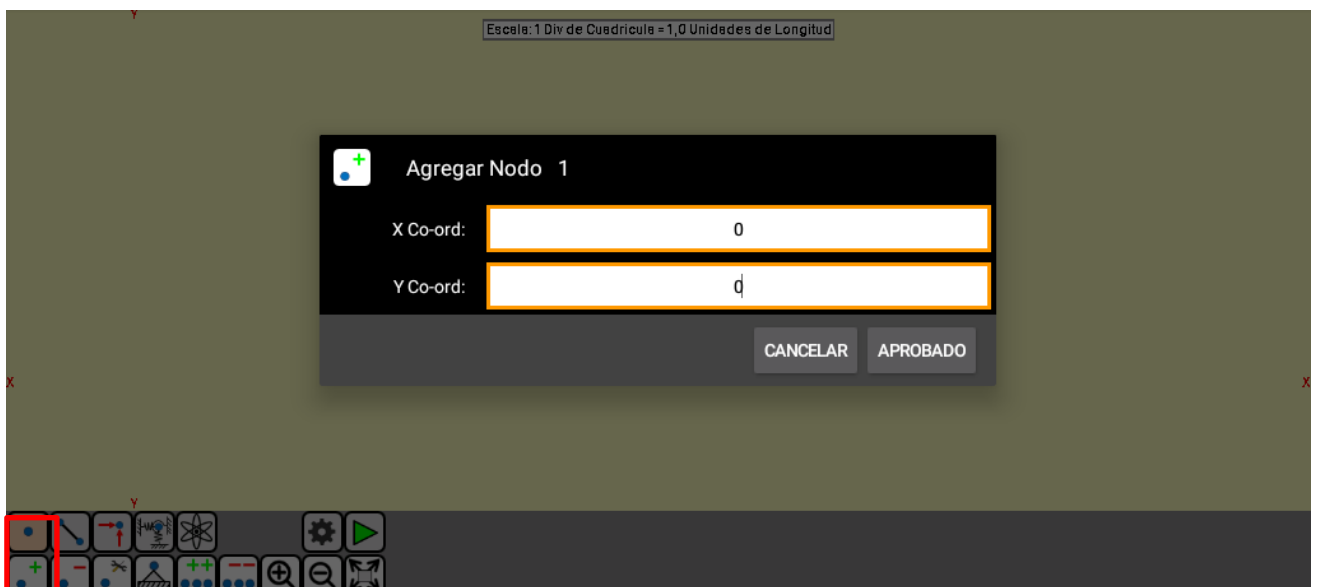 Y
Escala: 1 Div de Cuadricula = 1,0 Unidades de Longitud
Agregar Nodo 1
X Co-ord: 0
Y Co-ord: 0
CANCELAR APROBADO
X X
Y